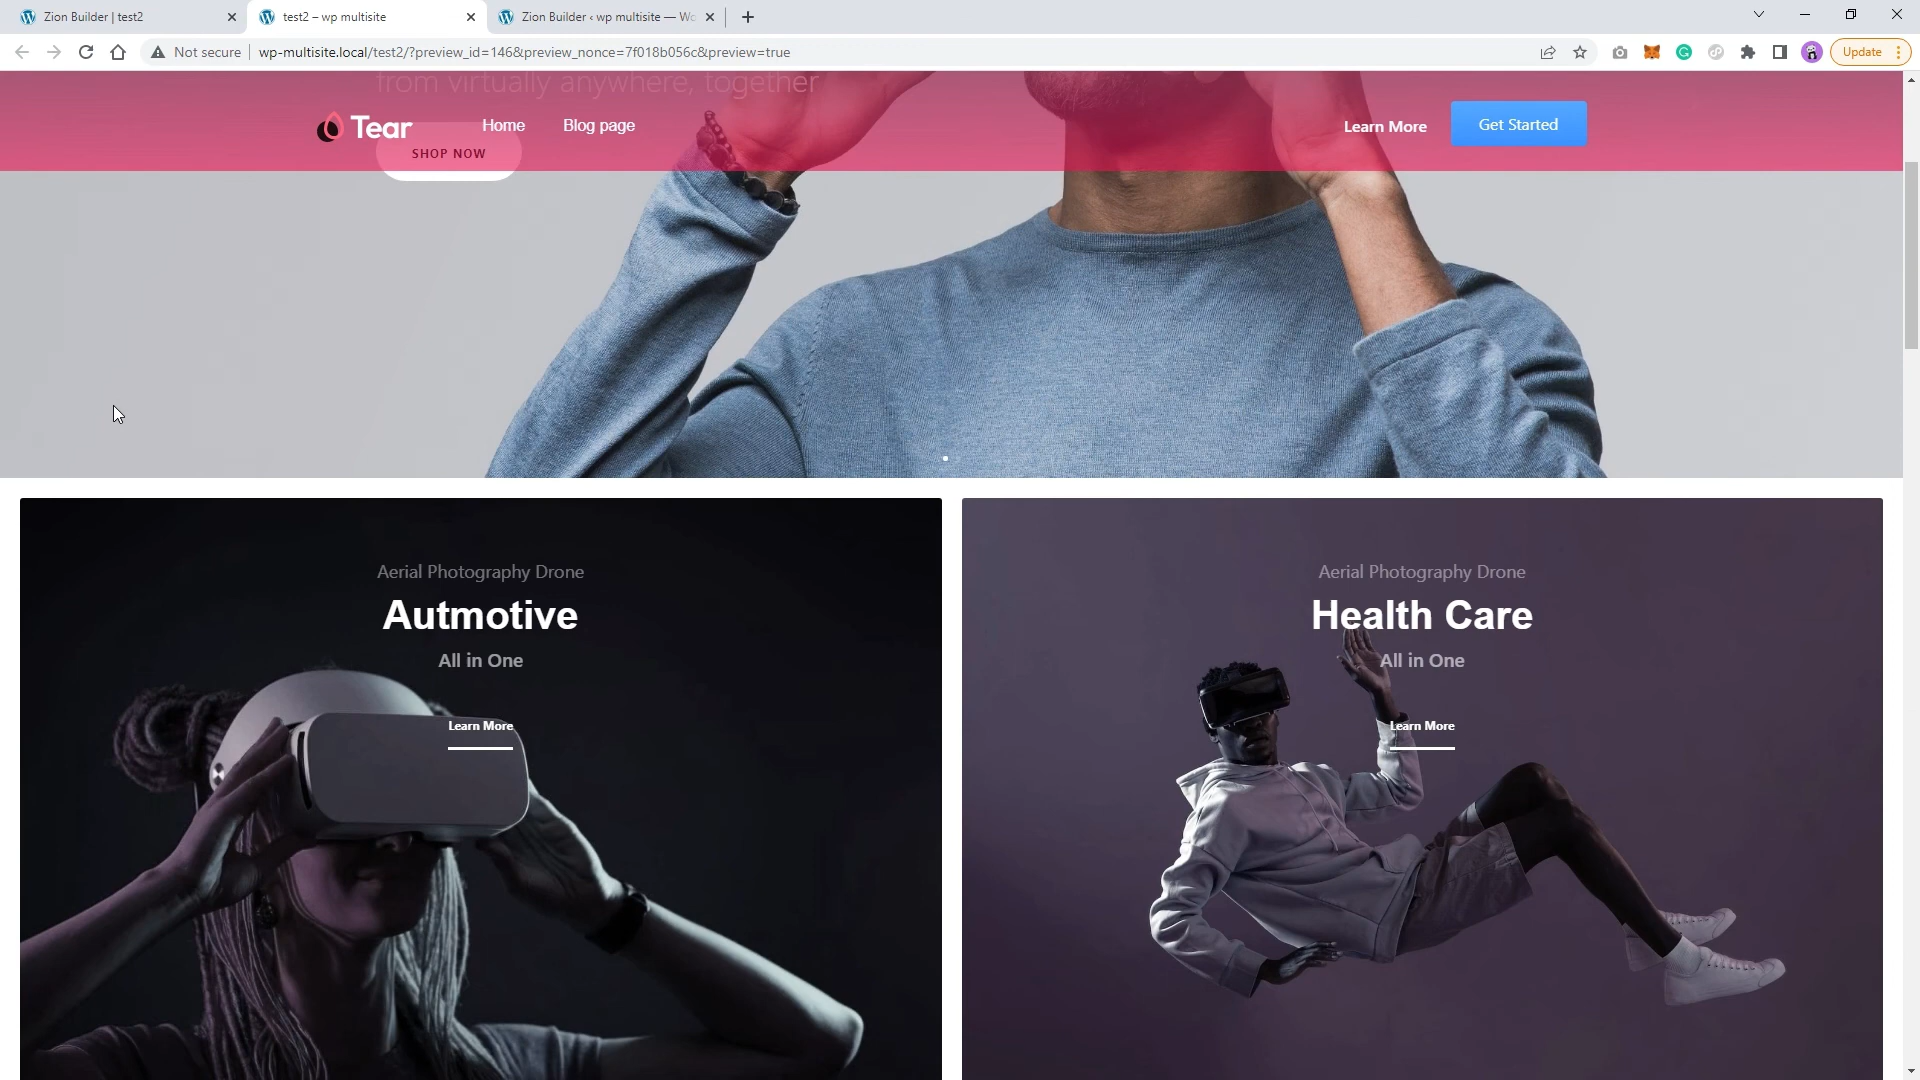 Zion Builder | test2
test2 – wp multisite
Zion Builder ‹ wp multisite — Wo
Not secure
wp-multisite.local/test2/?preview_id=146&preview_nonce=7f018b056c&preview=true
Update
from virtually anywhere, together
Tear
Home
Blog page
Learn More
Get Started
SHOP NOW
Aerial Photography Drone
Autmotive
All in One
Learn More
Aerial Photography Drone
Health Care
All in One
Learn More